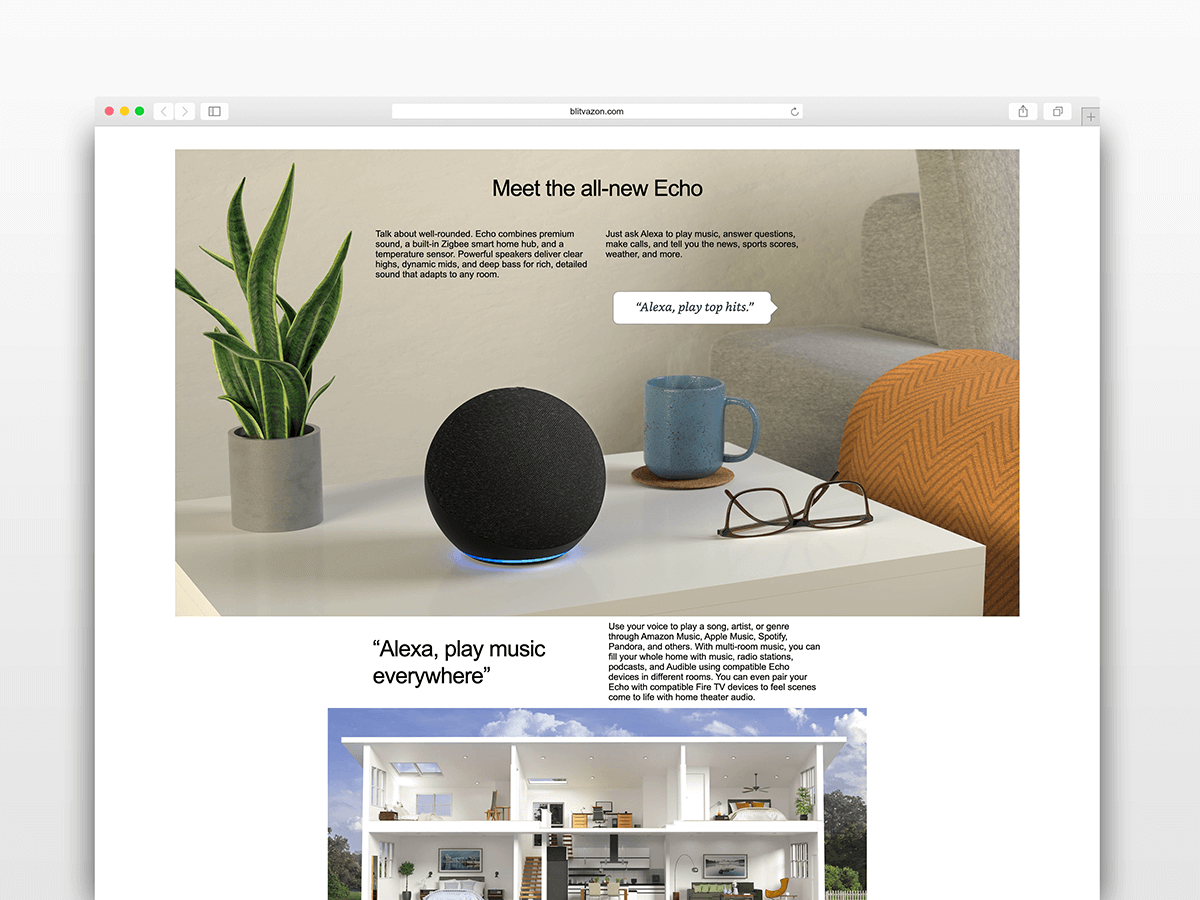 blitvazon.com
Meet the all-new Echo
Talk about well-rounded. Echo combines premium
sound, a built-in Zigbee smart home hub, and a
temperature sensor. Powerful speakers deliver clear
highs, dynamic mids, and deep bass for rich, detailed
sound that adapts to any room.
Just ask Alexa to play music, answer questions,
make calls, and tell you the news, sports scores,
weather, and more.
“Alexa, play top hits.”
“Alexa, play music
everywhere”
Use your voice to play a song, artist, or genre
through Amazon Music, Apple Music, Spotify,
Pandora, and others. With multi-room music, you can
fill your whole home with music, radio stations,
podcasts, and Audible using compatible Echo
devices in different rooms. You can even pair your
Echo with compatible Fire TV devices to feel scenes
come to life with home theater audio.